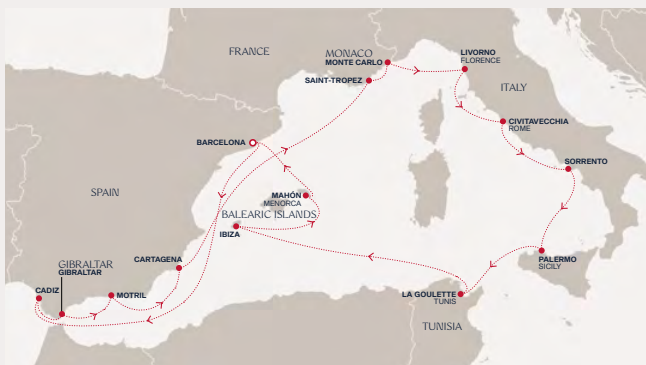 FRANCE
MONACO
MONTE CARLO
LIVORNO
FLORENCE
SAINT-TROPEZ
ITALY
CIVITAVECCHIA
ROME
BARCELONA
SORRENTO
SPAIN
MAHÓN
MENORCA
BALEARIC ISLANDS
IBIZA
CARTAGENA
PALERMO
SICILY
GIBRALTAR
GIBRALTAR
CADIZ
MOTRIL
LA GOULETTE
TUNIS
TUNISIA